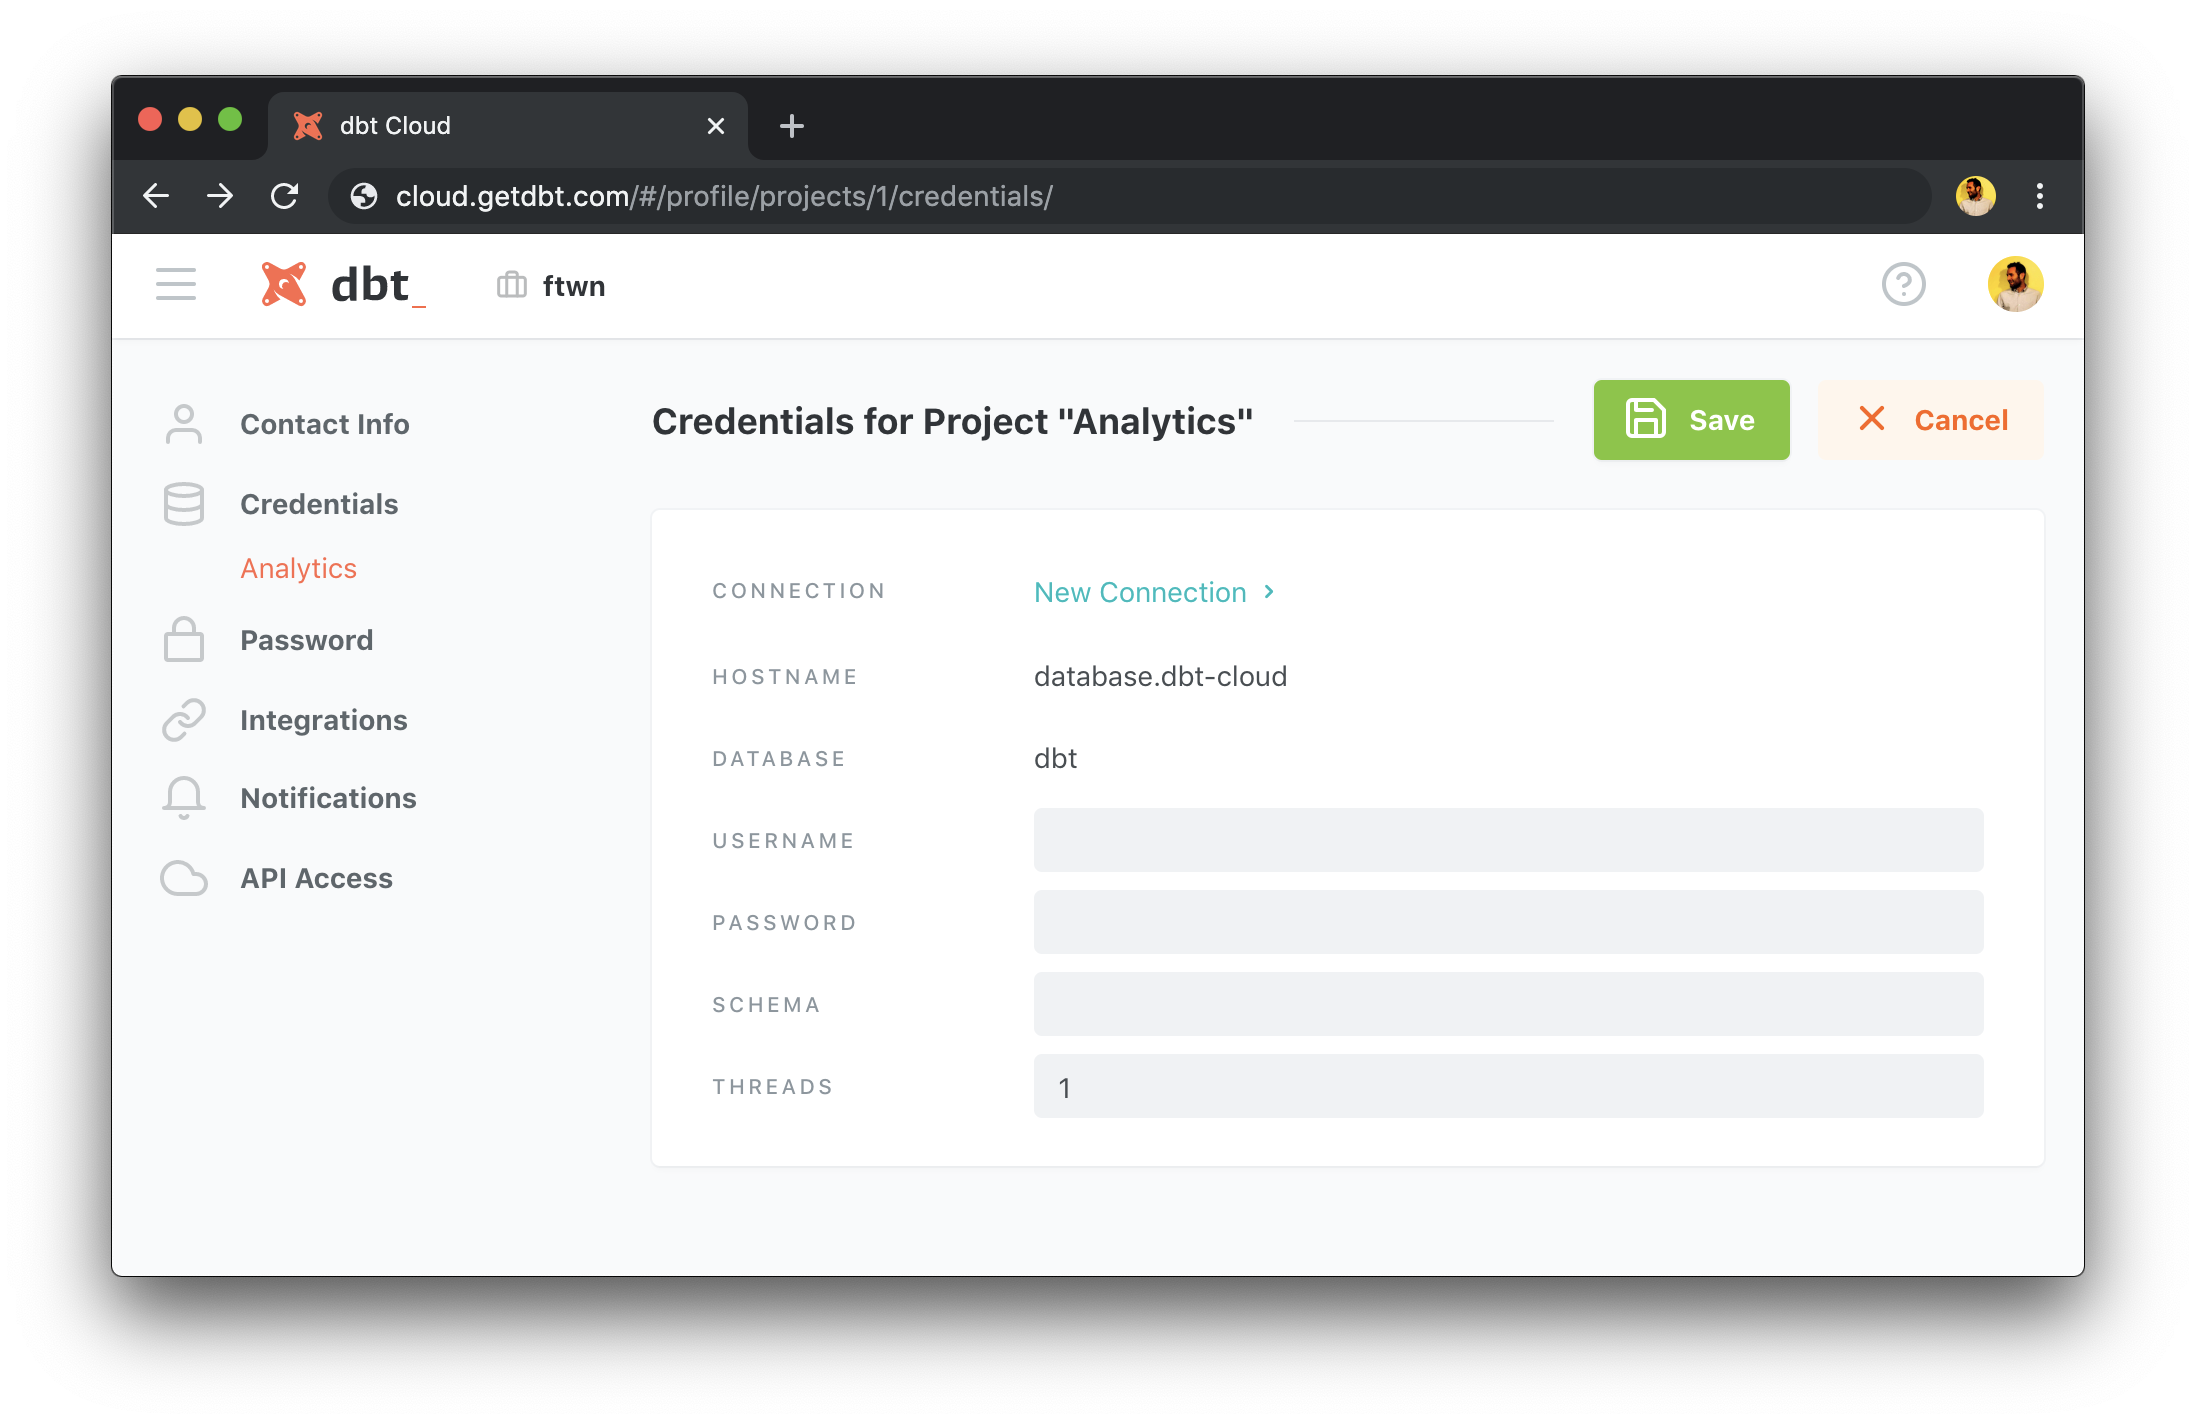 dbt Cloud
cloud.getdbt.com/#/profile/projects/1/credentials/
dbt_
ftwn
Contact Info
Credentials
Analytics
Password
Integrations
Notifications
API Access
Credentials for Project "Analytics"
Save
Cancel
CONNECTION New Connection
HOSTNAME database.dbt-cloud
DATABASE dbt
USERNAME
PASSWORD
SCHEMA
THREADS 1